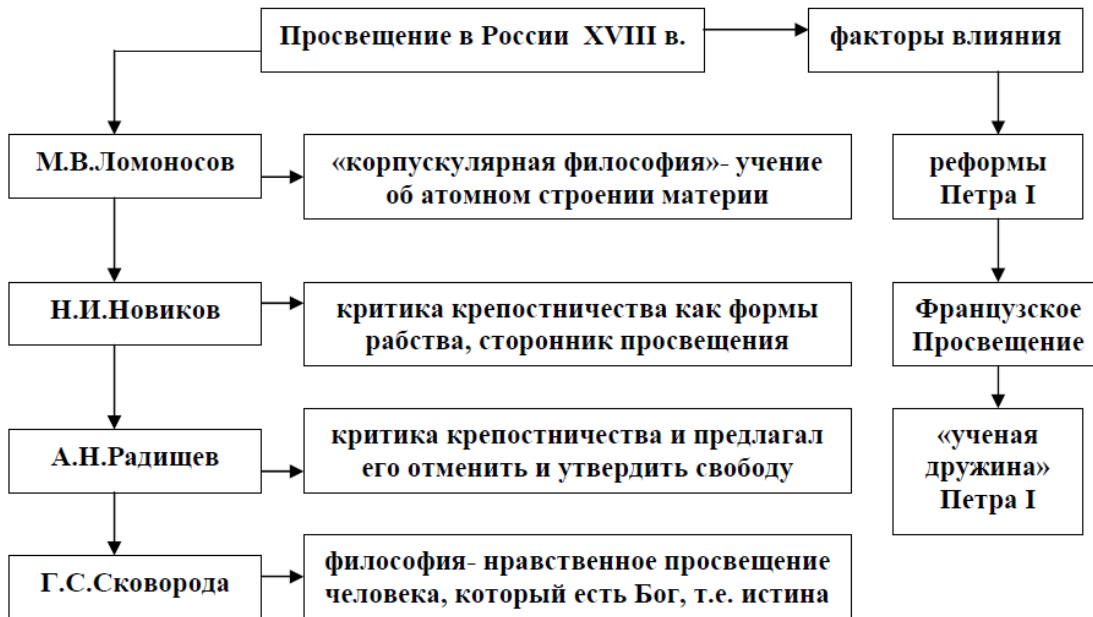 Просвещение в России XVIII в.
факторы влияния
М.В.Ломоносов
«корпускулярная философия»- учение
об атомном строении материи
реформы
Петра I
Н.И.Новиков
критика крепостничества как формы
рабства, сторонник просвещения
Французское
Просвещение
А.Н.Радищев
критика крепостничества и предлагал
его отменить и утвердить свободу
«ученая
дружина»
Петра I
Г.С.Сковорода
философия- нравственное просвещение
человека, который есть Бог, т.е. истина